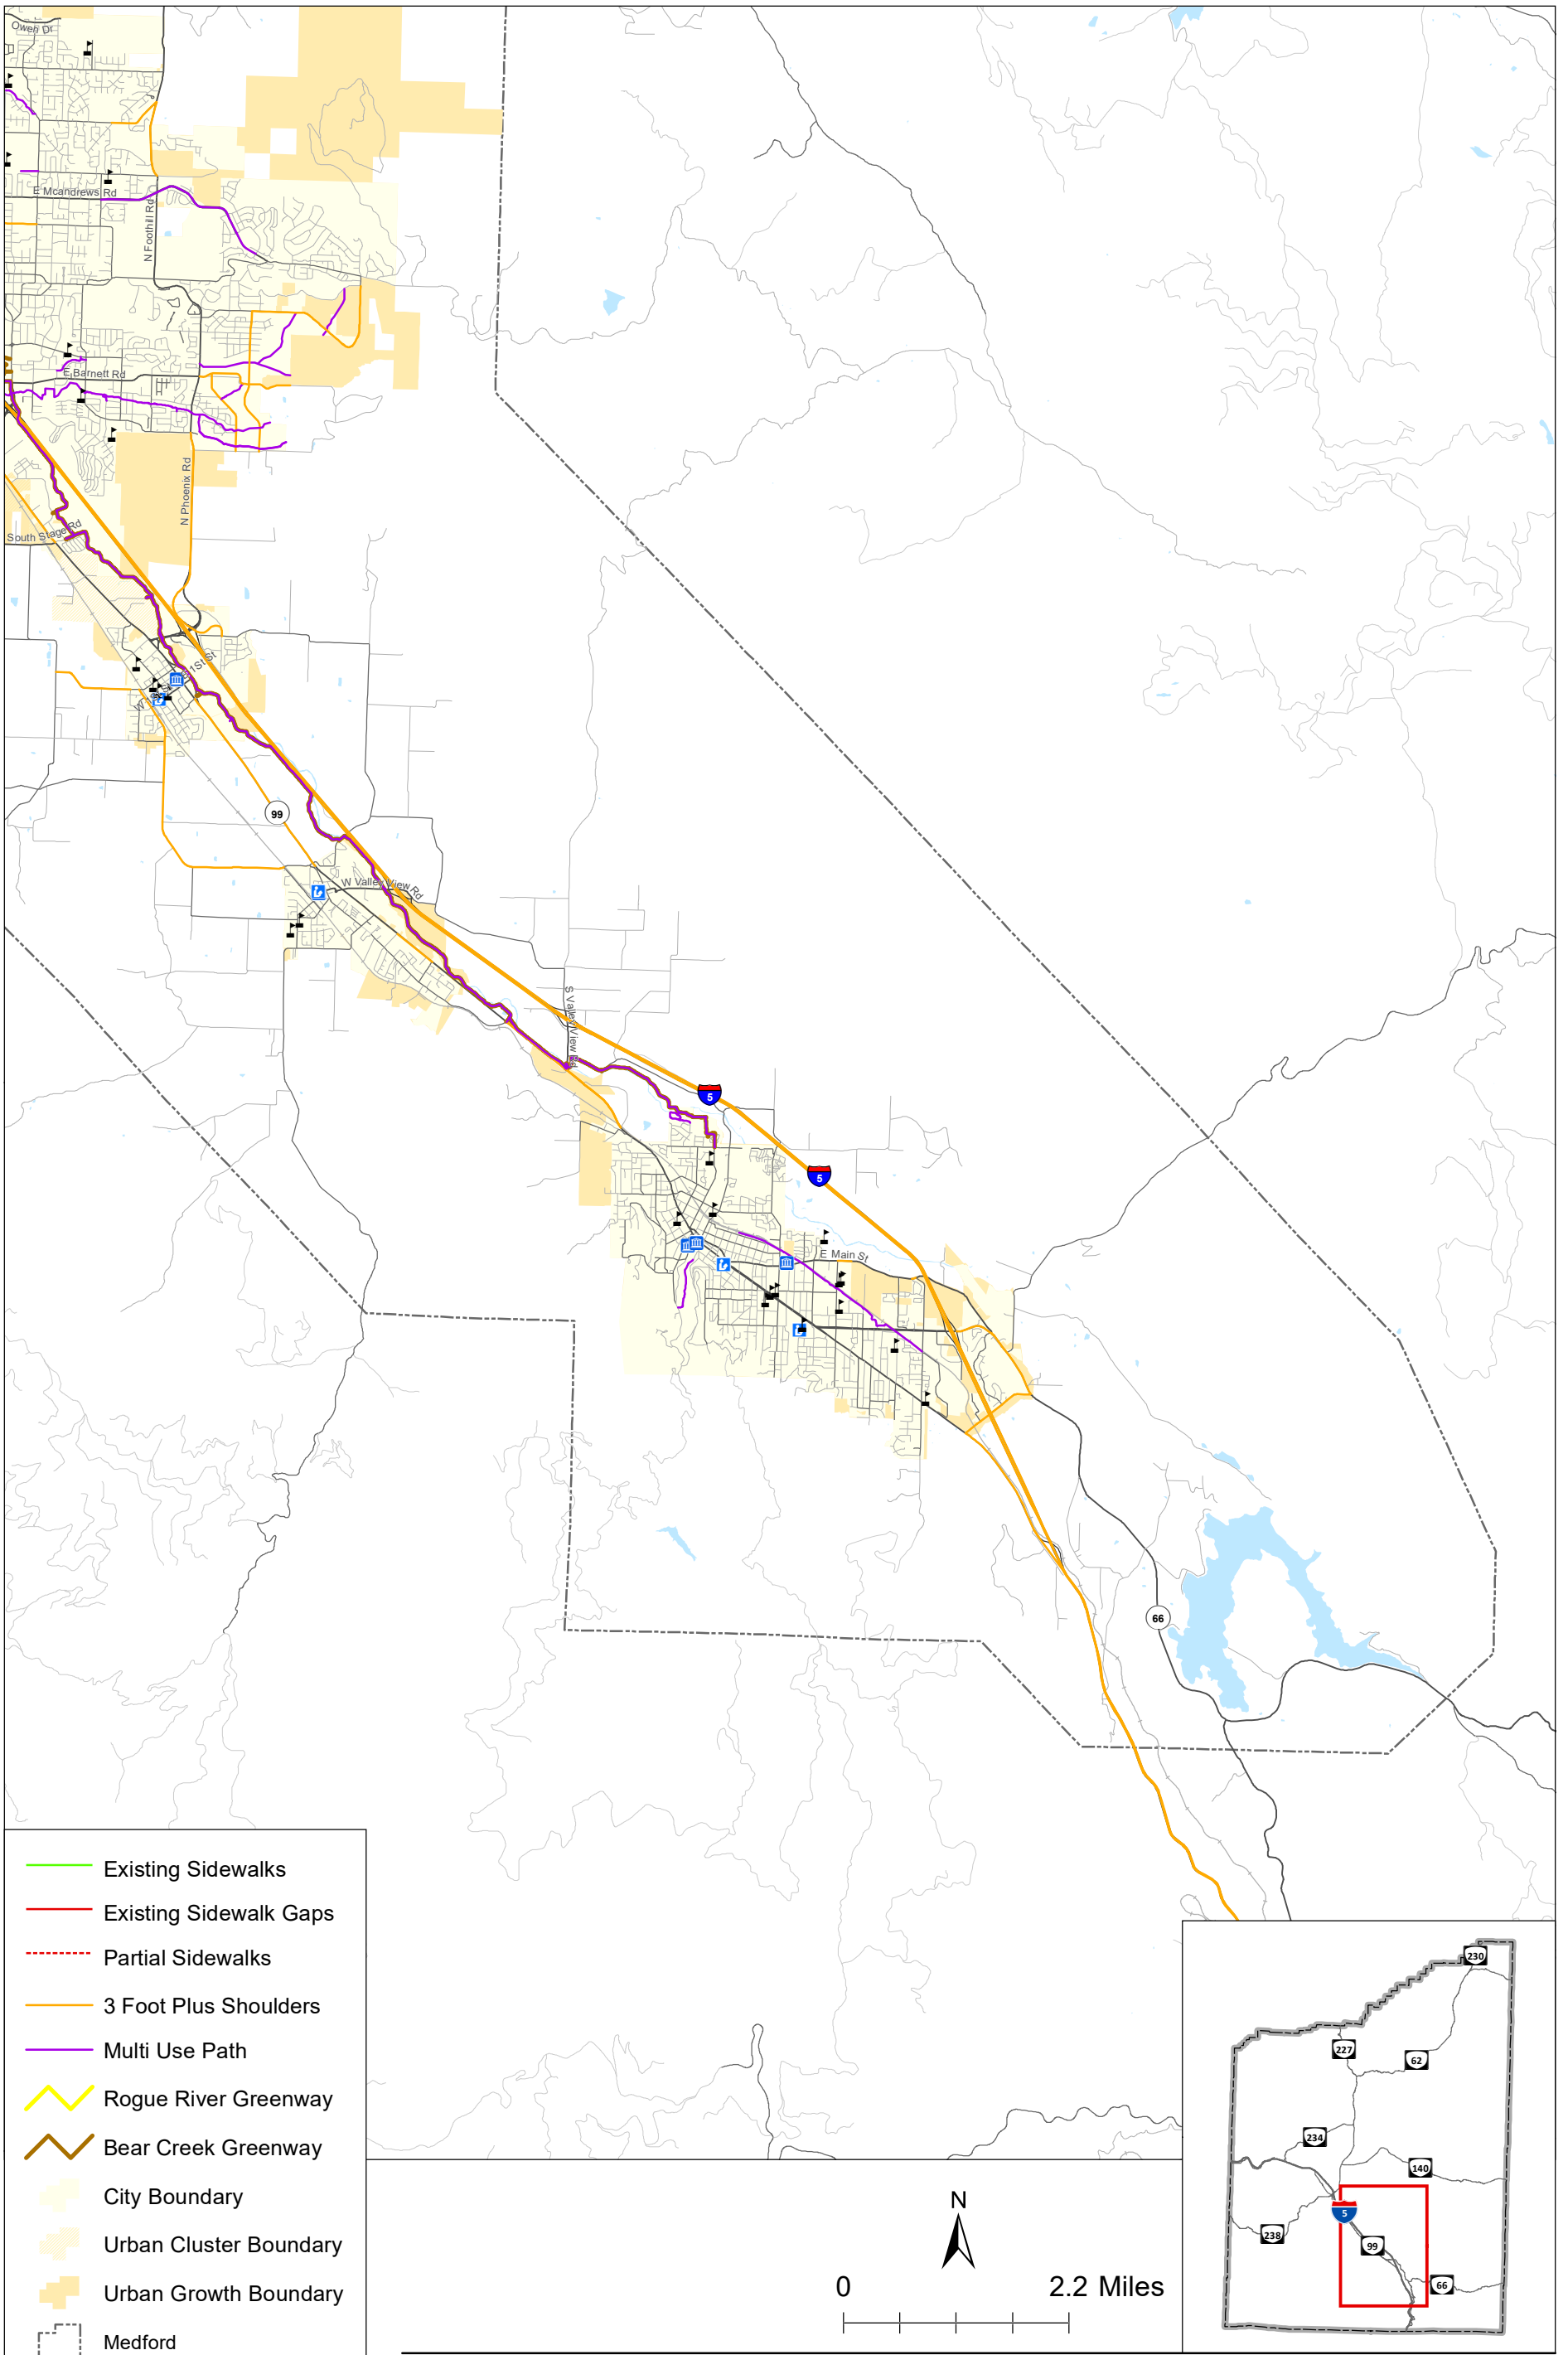 Owen Dr
E Mcandrews Rd
N Foothill Rd
E Barnett Rd
N Phoenix Rd
South Stage Rd
1St St
W
99
W Valley View Rd
S Valley View Rd
5
5
E Main St
66
Existing Sidewalks
Existing Sidewalk Gaps
Partial Sidewalks
3 Foot Plus Shoulders
Multi Use Path
Rogue River Greenway
Bear Creek Greenway
City Boundary
Urban Cluster Boundary
Urban Growth Boundary
Medford
N
0 2.2 Miles
230
227
62
234
140
5
238
99
66